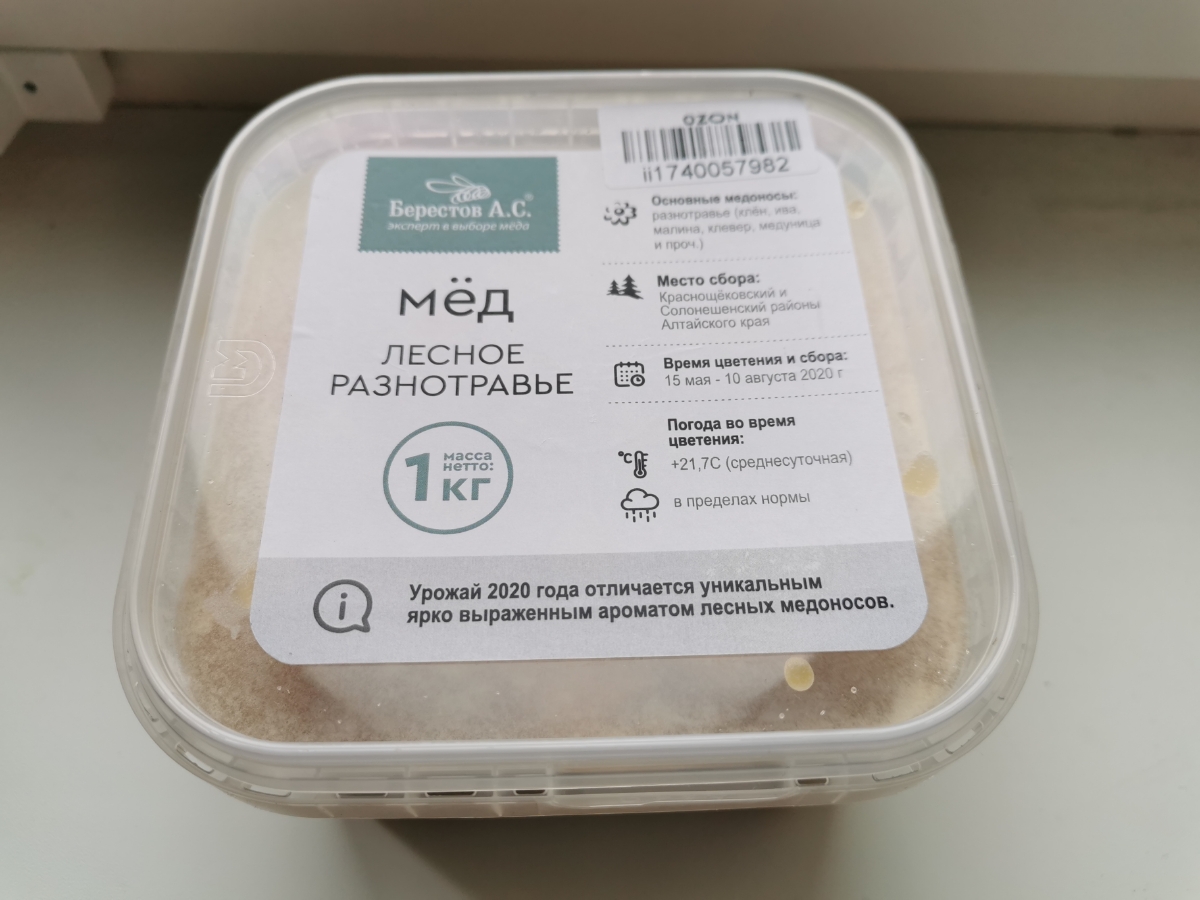 OZON
ii1740057982
Берестов А.С.®
эксперт в выборе мёда
мёд
ЛЕСНОЕ
РАЗНОТРАВЬЕ
1 масса
нетто:
кг
Основные медоносы:
разнотравье (клён, ива,
малина, клевер, медуница
и проч.)
Место сбора:
Краснощёковский и
Солонешенский районы
Алтайского края
Время цветения и сбора:
15 мая - 10 августа 2020 г
Погода во время
цветения:
°C
+21,7С (среднесуточная)
в пределах нормы
i
Урожай 2020 года отличается уникальным
ярко выраженным ароматом лесных медоносов.